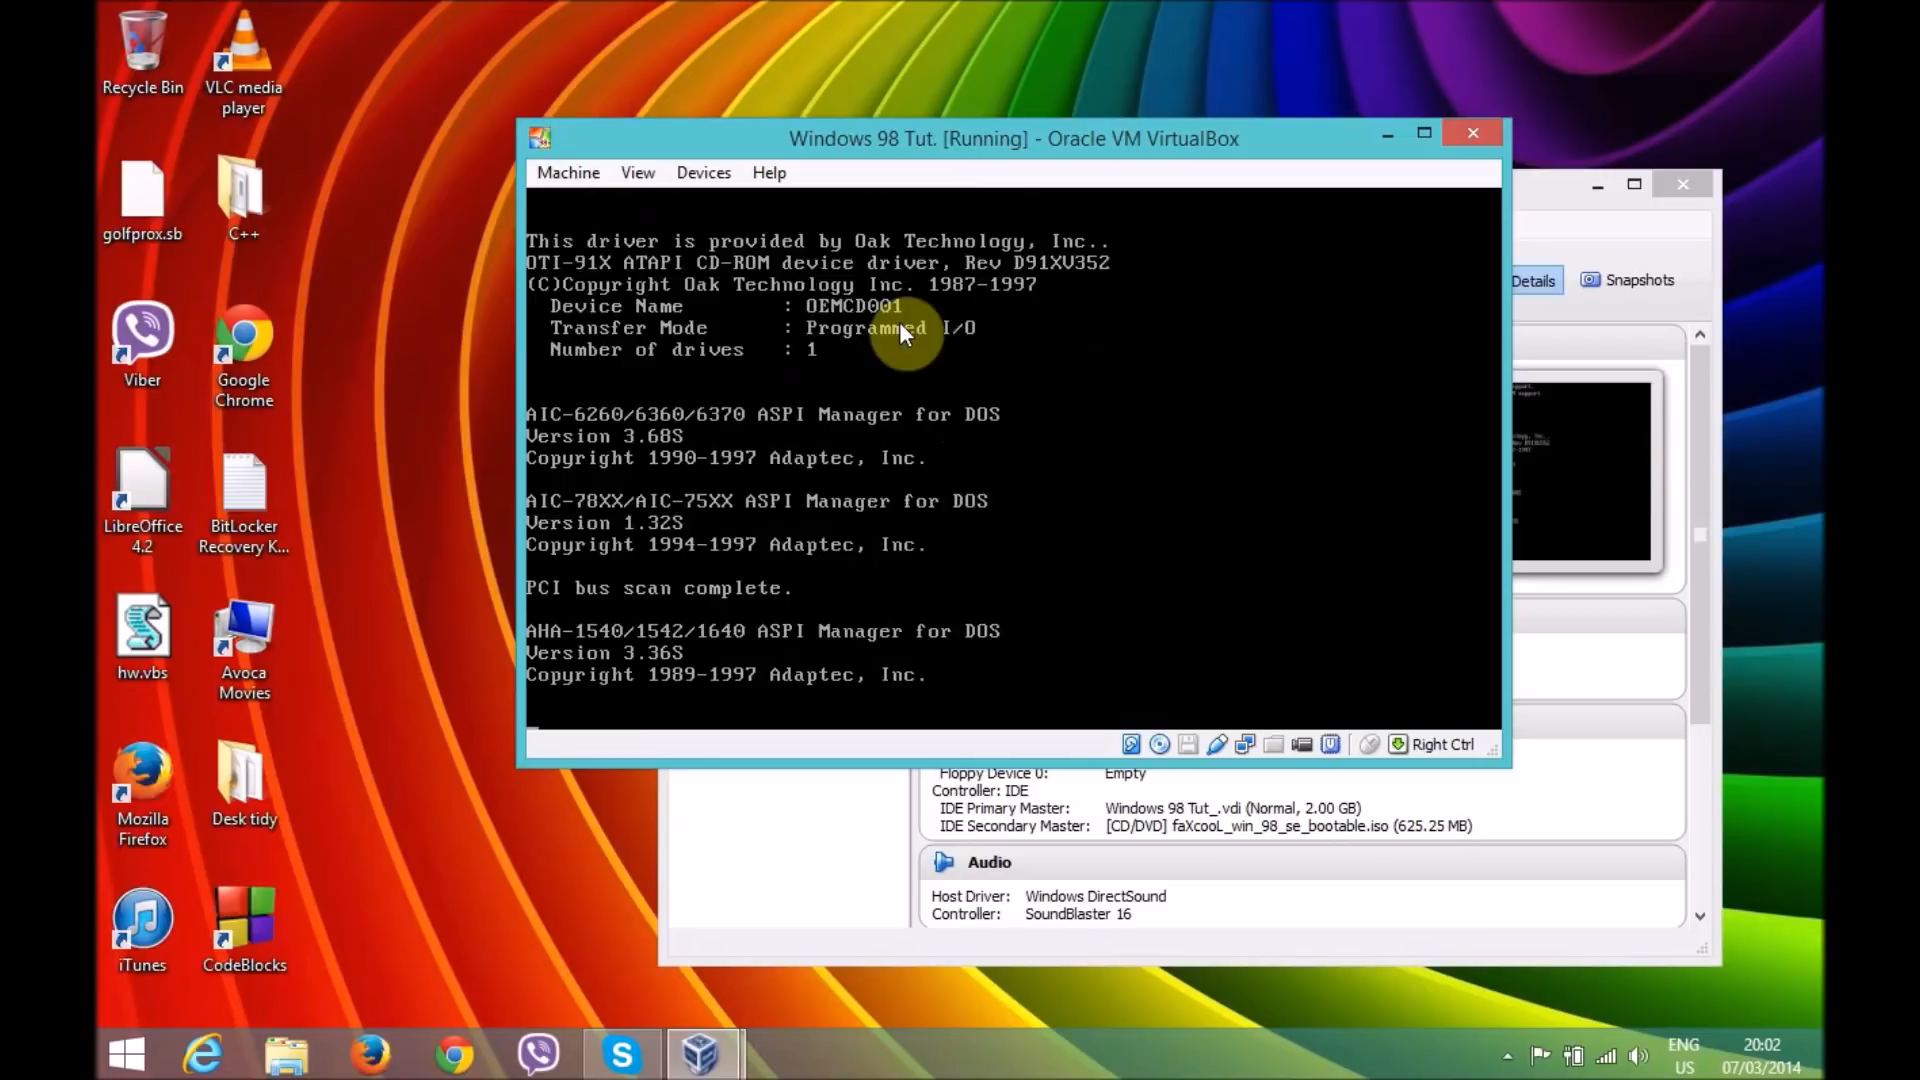 Recycle Bin
VLC media
player
golfprox.sb
C++
Viber
Google
Chrome
LibreOffice
4.2
BitLocker
Recovery K...
hw.vbs
Avoca
Movies
Mozilla
Firefox
Desk tidy
iTunes
CodeBlocks
Windows 98 Tut. [Running] - Oracle VM VirtualBox
Machine View Devices Help
This driver is provided by Oak Technology, Inc..
OTI-91X ATAPI CD-ROM device driver, Rev D91XV352
(C)Copyright Oak Technology Inc. 1987-1997
Device Name : OEMCD001
Transfer Mode : Programmed I/O
Number of drives : 1
AIC-6260/6360/6370 ASPI Manager for DOS
Version 3.68S
Copyright 1990-1997 Adaptec, Inc.
AIC-78XX/AIC-75XX ASPI Manager for DOS
Version 1.32S
Copyright 1994-1997 Adaptec, Inc.
PCI bus scan complete.
AHA-1540/1542/1640 ASPI Manager for DOS
Version 3.36S
Copyright 1989-1997 Adaptec, Inc.
Right Ctrl
Details Snapshots
Floppy Device 0: Empty
Controller: IDE
IDE Primary Master: Windows 98 Tut_.vdi (Normal, 2.00 GB)
IDE Secondary Master: [CD/DVD] faXcooL_win_98_se_bootable.iso (625.25 MB)
Audio
Host Driver: Windows DirectSound
Controller: SoundBlaster 16
ENG
US
20:02
07/03/2014